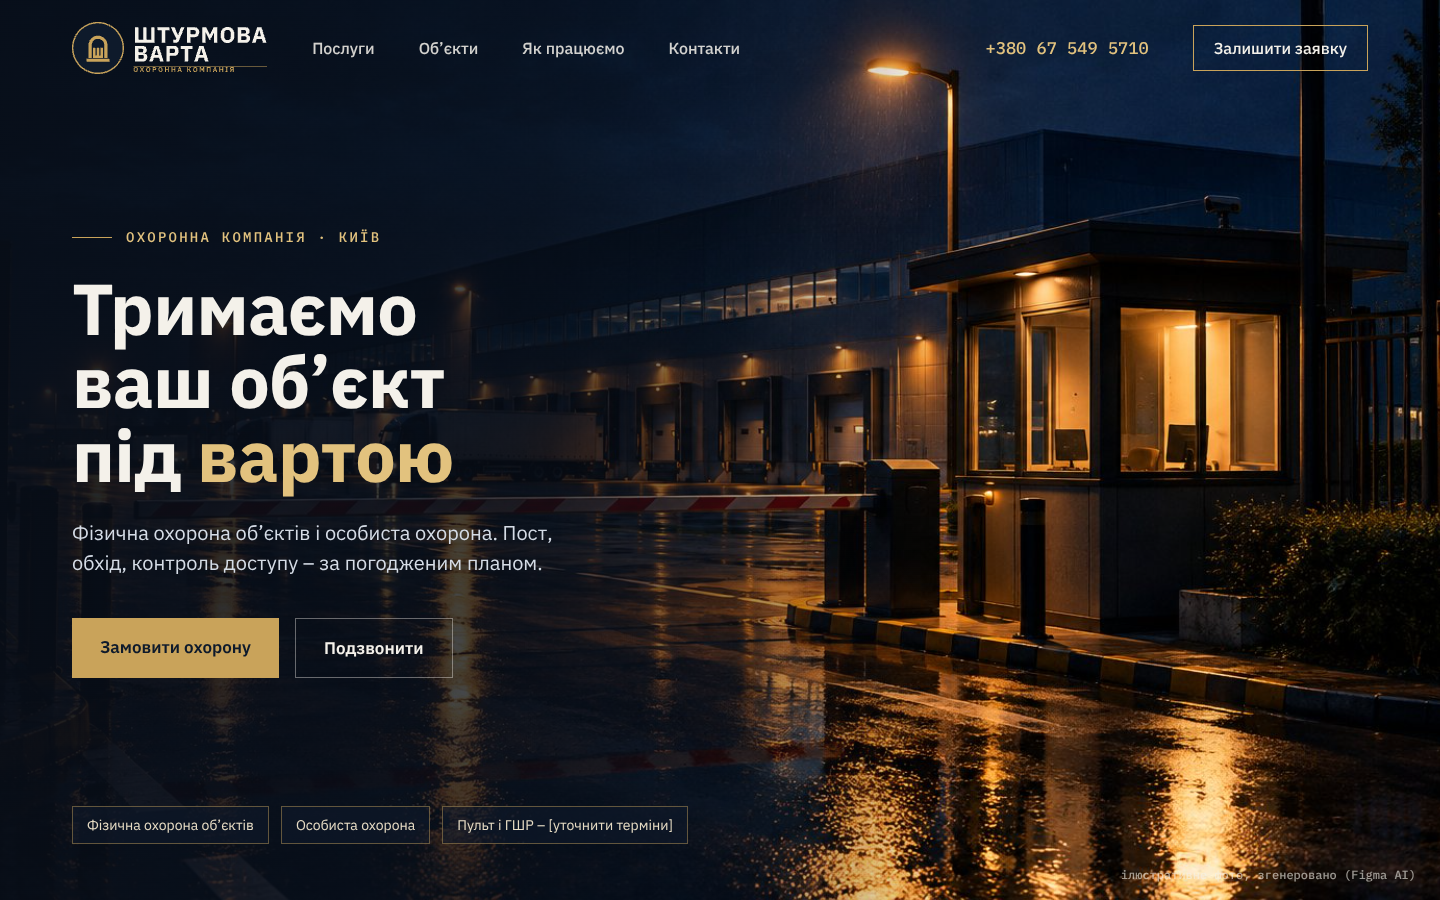 ШТУРМОВА
ВАРТА
ОХОРОННА КОМПАНІЯ
Послуги
Об’єкти
Як працюємо
Контакти
+380 67 549 5710
Залишити заявку
ОХОРОННА КОМПАНІЯ · КИЇВ
Тримаємо
ваш об’єкт
під вартою
Фізична охорона об’єктів і особиста охорона. Пост,
обхід, контроль доступу – за погодженим планом.
Замовити охорону
Подзвонити
Фізична охорона об’єктів
Особиста охорона
Пульт і ГШР – [уточнити терміни]
згенеровано (Figma AI)